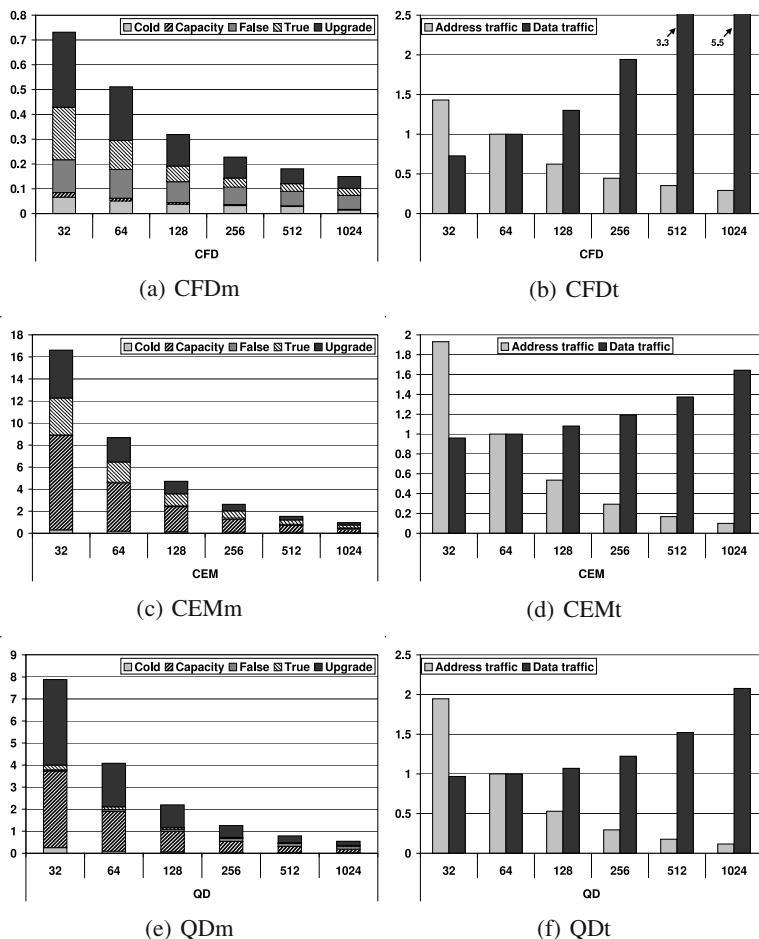 Cold Capacity False True Upgrade
0.8
0.7
0.6
0.5
0.4
0.3
0.2
0.1
0
32 64 128 256 512 1024
CFD
(a) CFDm
Address traffic Data traffic
3.3 5.5
2.5
2
1.5
1
0.5
0
32 64 128 256 512 1024
CFD
(b) CFDt
Cold Capacity False True Upgrade
18
16
14
12
10
8
6
4
2
0
32 64 128 256 512 1024
CEM
(c) CEMm
Address traffic Data traffic
2
1.8
1.6
1.4
1.2
1
0.8
0.6
0.4
0.2
0
32 64 128 256 512 1024
CEM
(d) CEMt
Cold Capacity False True Upgrade
9
8
7
6
5
4
3
2
1
0
32 64 128 256 512 1024
QD
(e) QDm
Address traffic Data traffic
2.5
2
1.5
1
0.5
0
32 64 128 256 512 1024
QD
(f) QDt